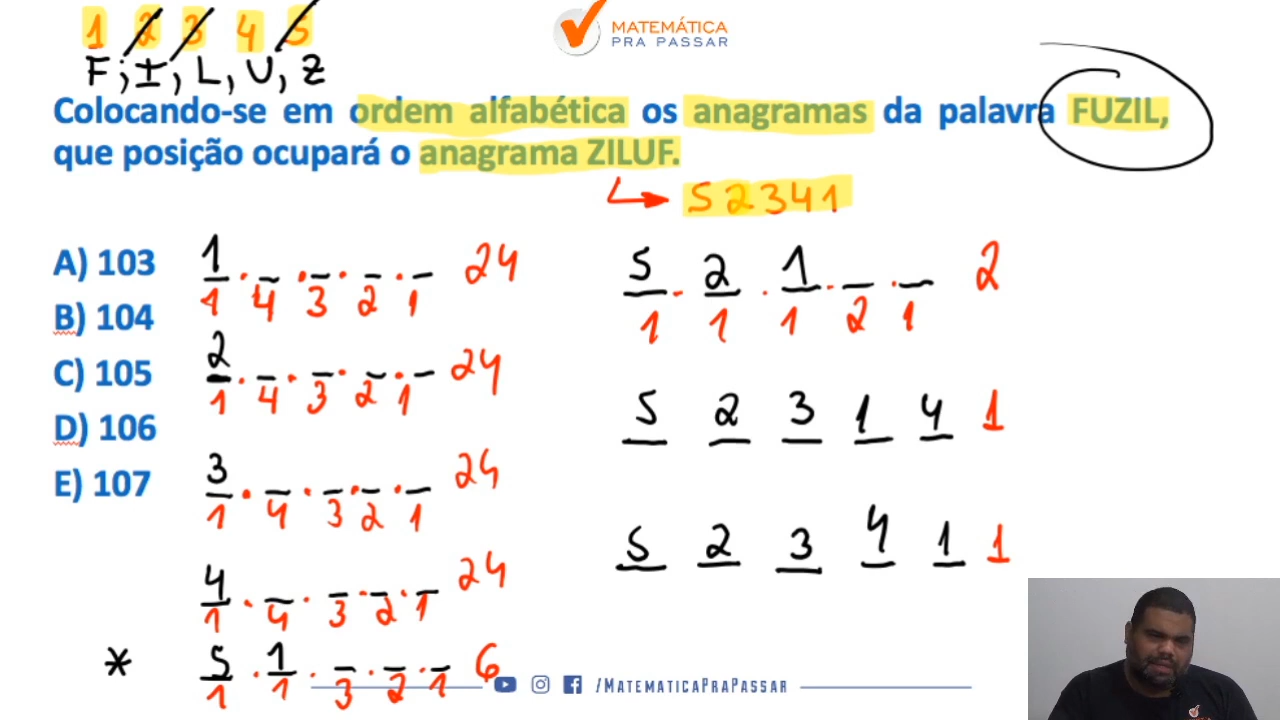 1 2 3 4 5
F, I, L, U, Z
MATEMÁTICA
PRA PASSAR
Colocando-se em ordem alfabética os anagramas da palavra FUZIL,
que posição ocupará o anagrama ZILUF.
52341
A) 103
B) 104
C) 105
D) 106
E) 107
1 24
1 · 4 · 3 · 2 · 1
2 24
1 · 4 · 3 · 2 · 1
3 24
1 · 4 · 3 · 2 · 1
4 24
1 · 4 · 3 · 2 · 1
* 5 · 1 6
1 · 1 · 3 · 2 · 1
5 2 1 2
1 · 1 · 1 · 2 · 1
5 2 3 1 4 1
5 2 3 4 1 1
/MATEMATICAPRAPASSAR